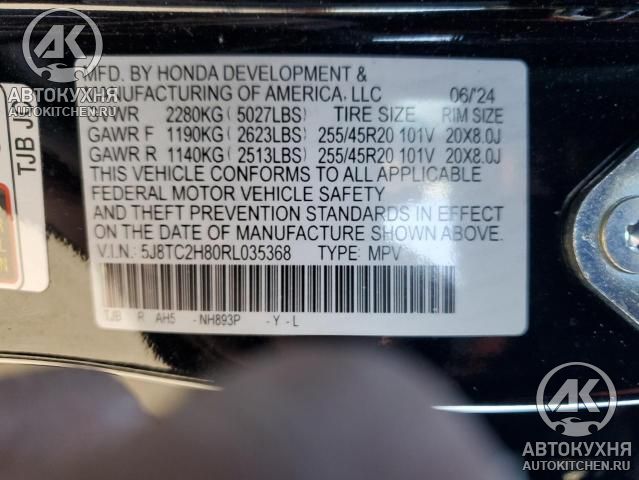 MFD. BY HONDA DEVELOPMENT &
MANUFACTURING OF AMERICA, LLC 06/'24
GVWR 2280KG (5027LBS) TIRE SIZE RIM SIZE
GAWR F 1190KG (2623LBS) 255/45R20 101V 20X8.0J
GAWR R 1140KG (2513LBS) 255/45R20 101V 20X8.0J
THIS VEHICLE CONFORMS TO ALL APPLICABLE
FEDERAL MOTOR VEHICLE SAFETY
AND THEFT PREVENTION STANDARDS IN EFFECT
ON THE DATE OF MANUFACTURE SHOWN ABOVE.
V.I.N.: 5J8TC2H80RL035368 TYPE: MPV
TJB R AH5 -NH893P -Y-L
АК
АВТОКУХНЯ
AUTOKITCHEN.RU
АК
АВТОКУХНЯ
AUTOKITCHEN.RU